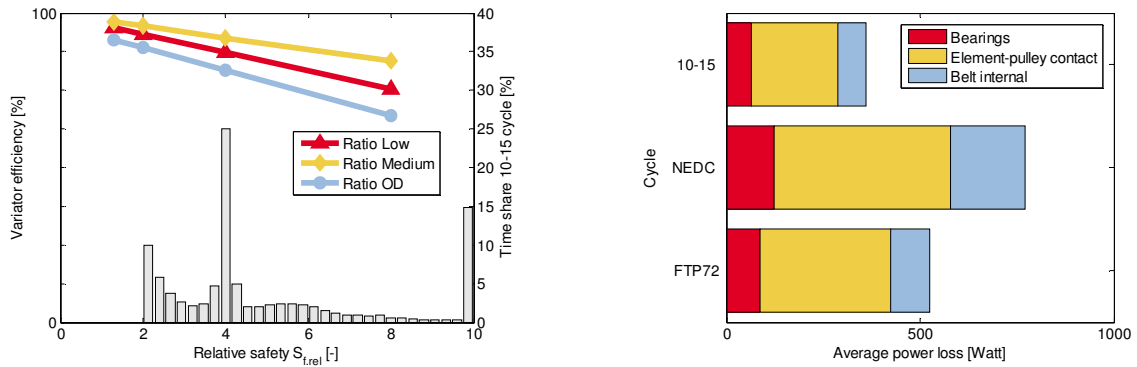 100
0
Variator efficiency [%]
Ratio Low
Ratio Medium
Ratio OD
40
35
30
25
20
15
10
5
0
Time share 10-15 cycle [%]
0
2
4
6
8
10
Relative safety Sf,rel [-]
Bearings
Element-pulley contact
Belt internal
Cycle
10-15
NEDC
FTP72
0
500
1000
Average power loss [Watt]